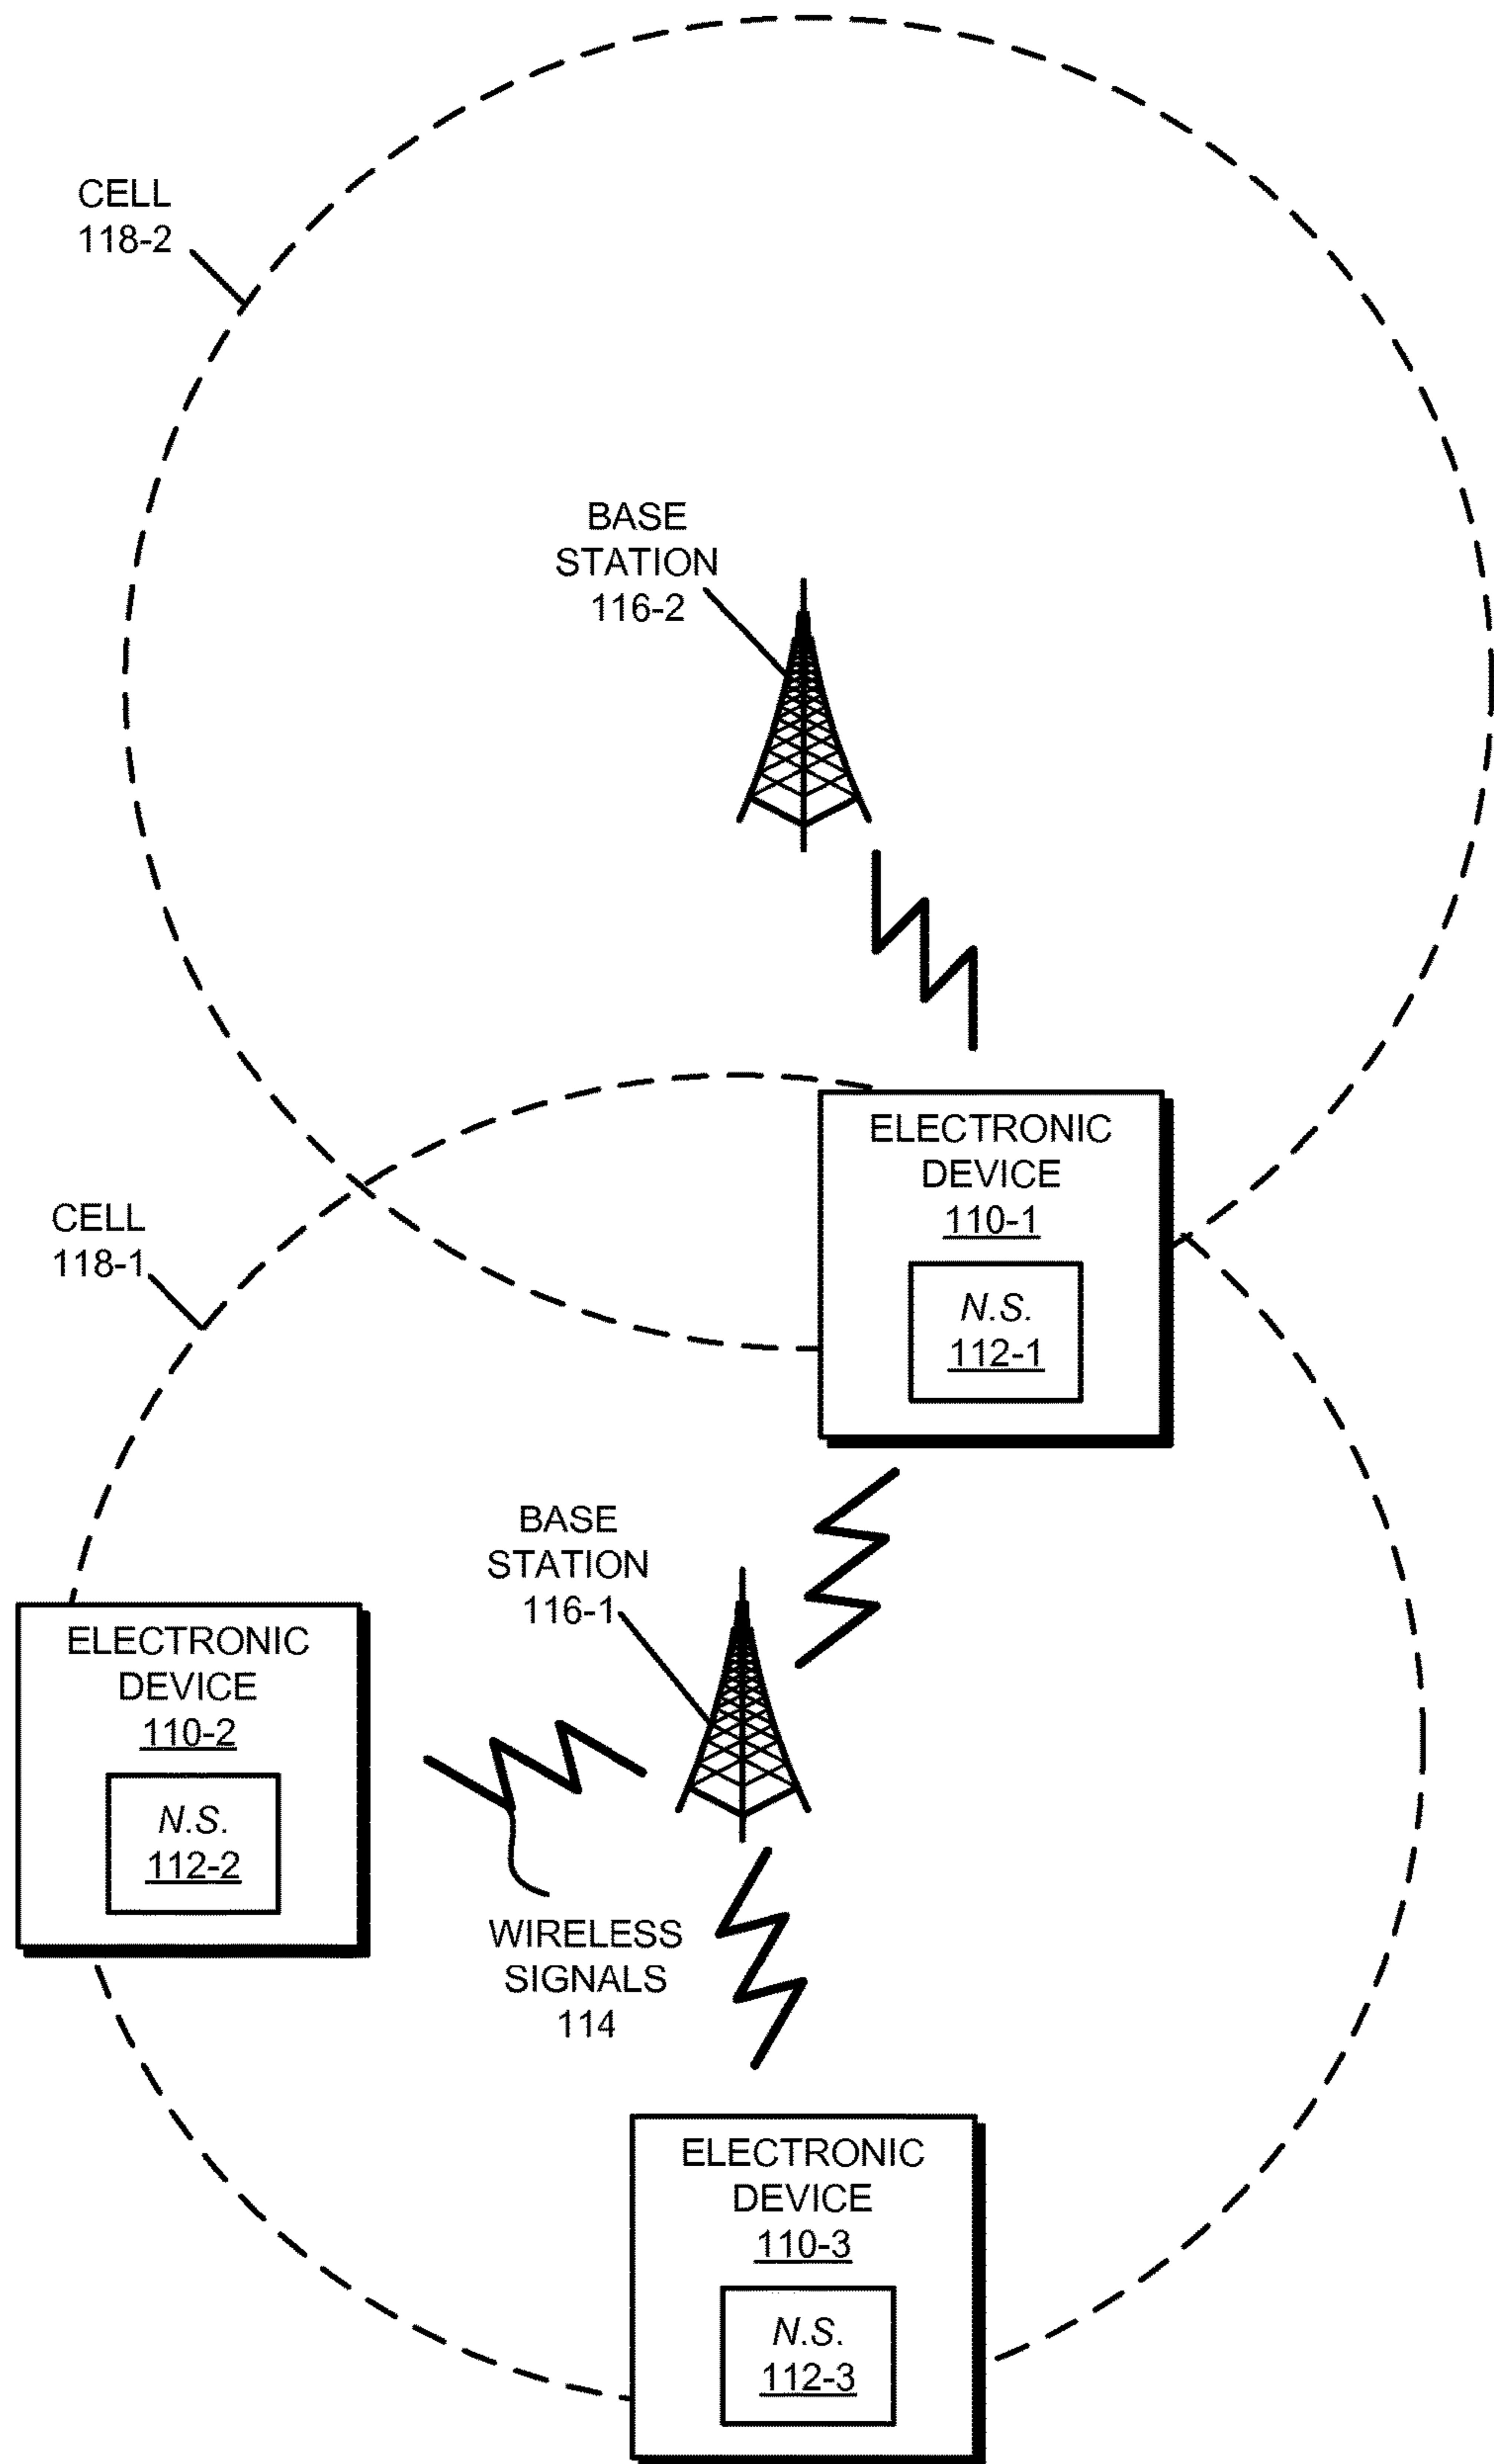 CELL
118-2
BASE
STATION
116-2
ELECTRONIC
DEVICE
110-1
N.S.
112-1
CELL
118-1
BASE
STATION
116-1
ELECTRONIC
DEVICE
110-2
N.S.
112-2
WIRELESS
SIGNALS
114
ELECTRONIC
DEVICE
110-3
N.S.
112-3